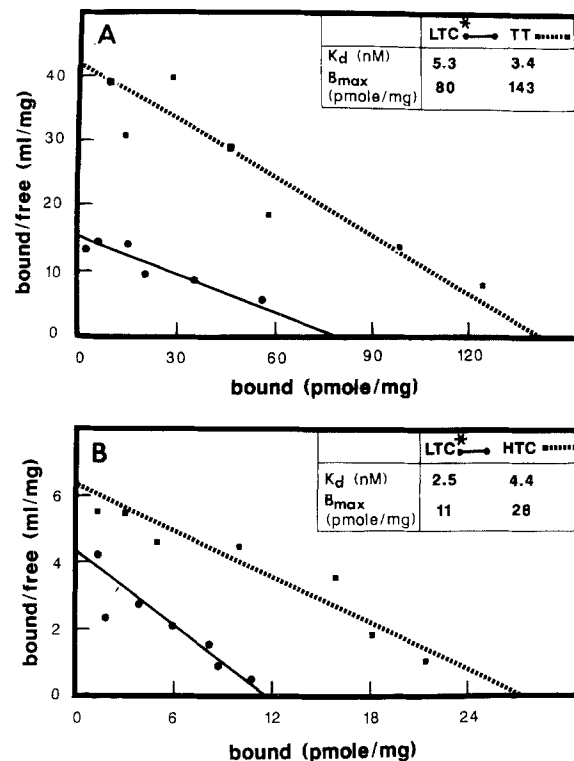 A
LTC* TT
Kd (nM) 5.3 3.4
Bmax (pmole/mg) 80 143
bound/free (ml/mg)
40
30
20
10
0
0 30 60 90 120
bound (pmole/mg)
B
LTC* HTC
Kd (nM) 2.5 4.4
Bmax (pmole/mg) 11 28
bound/free (ml/mg)
6
4
2
0
0 6 12 18 24
bound (pmole/mg)